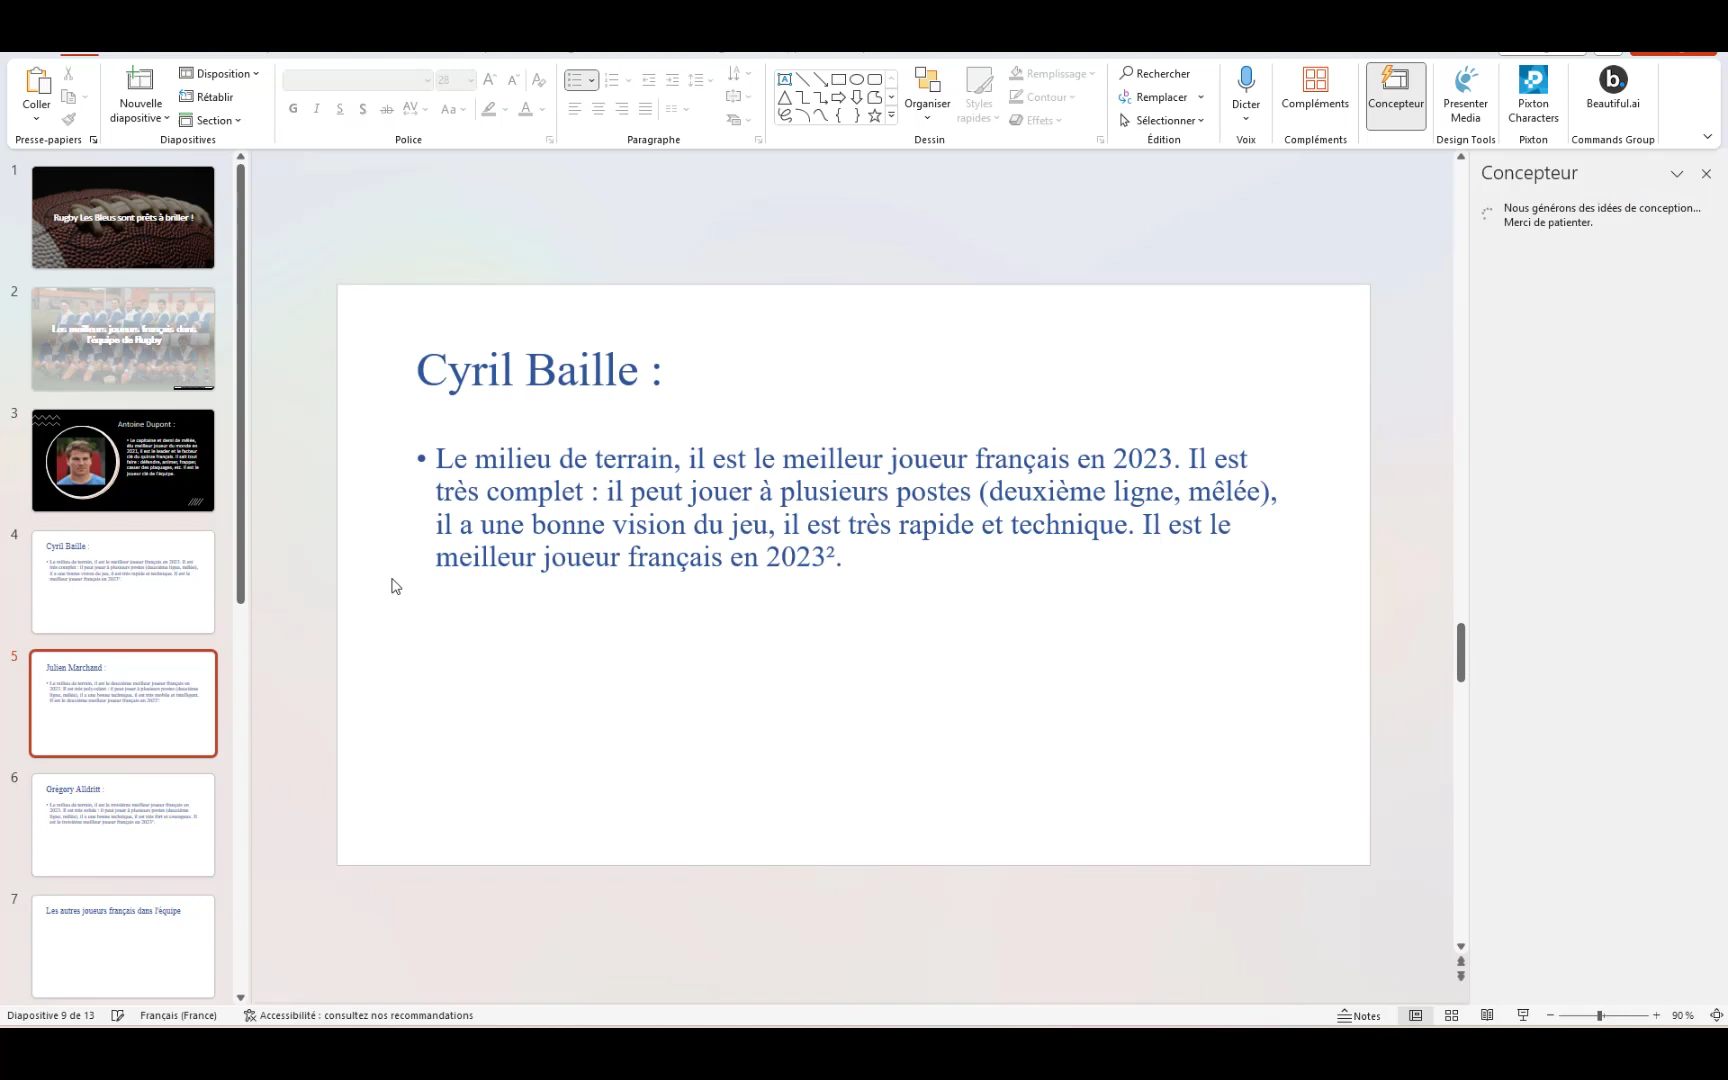 Coller
Nouvelle
diapositive
Disposition
Rétablir
Section
28
Remplissage
Contour
Effets
Organiser
Styles
rapides
Rechercher
Remplacer
Sélectionner
Dicter
Compléments
Concepteur
Presenter
Media
Pixton
Characters
b.
Beautiful.ai
Presse-papiers
Diapositives
Police
Paragraphe
Dessin
Édition
Voix
Compléments
Design Tools
Pixton
Commands Group
1
Rugby Les Bleus sont prêts à briller !
2
Les meilleurs joueurs français dans
l'équipe de Rugby
3
Antoine Dupont :
• Le capitaine et demi de mêlée,
élu meilleur joueur du monde en
2021, il est le leader et le facteur
clé du quinze français. Il sait tout
faire : défendre, animer, frapper,
casser des plaquages, etc. Il est le
joueur clé de l'équipe.
4
Cyril Baille :
• Le milieu de terrain, il est le meilleur joueur français en 2023. Il est
très complet : il peut jouer à plusieurs postes (deuxième ligne, mêlée),
il a une bonne vision du jeu, il est très rapide et technique. Il est le
meilleur joueur français en 2023².
5
Julien Marchand :
• Le milieu de terrain, il est le deuxième meilleur joueur français en
2023. Il est très polyvalent : il peut jouer à plusieurs postes (deuxième
ligne, mêlée), il a une bonne technique, il est très mobile et intelligent.
Il est le deuxième meilleur joueur français en 2023².
6
Grégory Alldritt :
• Le milieu de terrain, il est le troisième meilleur joueur français en
2023. Il est très solide : il peut jouer à plusieurs postes (deuxième
ligne, mêlée), il a une bonne technique, il est très fort et courageux. Il
est le troisième meilleur joueur français en 2023².
7
Les autres joueurs français dans l'équipe
Cyril Baille :
• Le milieu de terrain, il est le meilleur joueur français en 2023. Il est
très complet : il peut jouer à plusieurs postes (deuxième ligne, mêlée),
il a une bonne vision du jeu, il est très rapide et technique. Il est le
meilleur joueur français en 2023².
Concepteur
Nous générons des idées de conception...
Merci de patienter.
Diapositive 9 de 13
Français (France)
Accessibilité : consultez nos recommandations
Notes
90 %